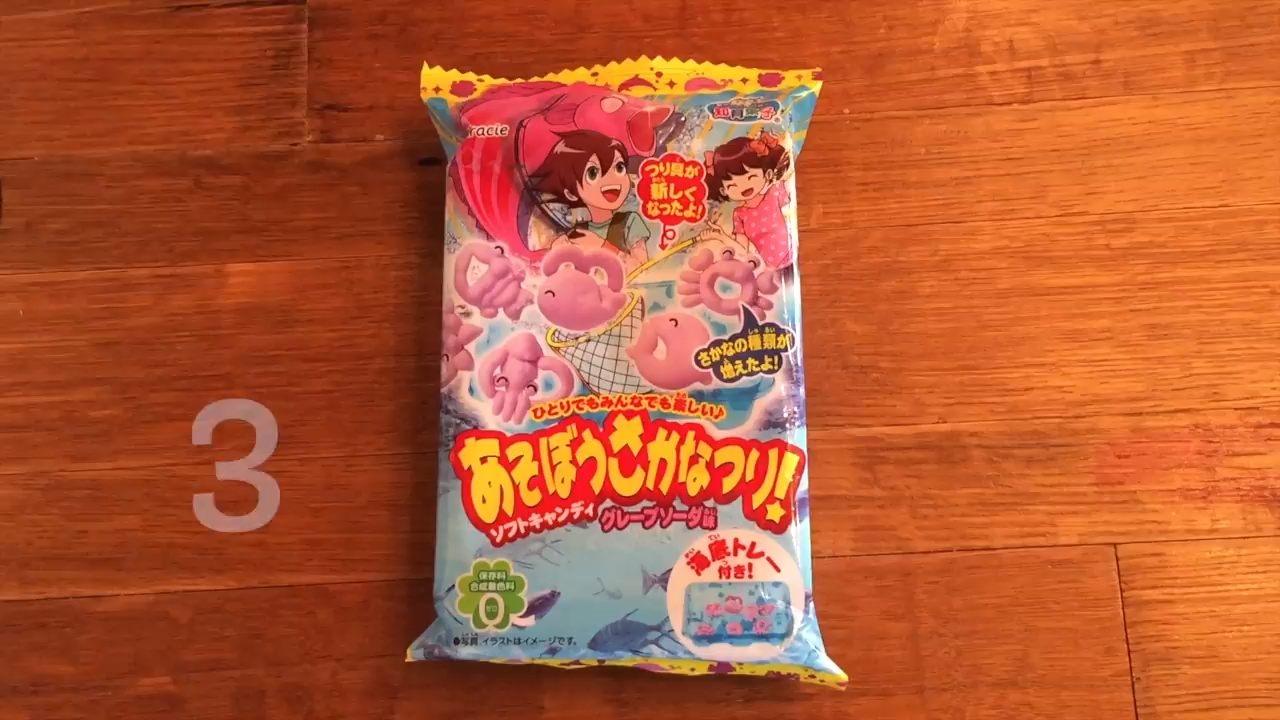 racie
知育菓子®
つり具が
新しく
なったよ!
さかなの種類が
増えたよ!
ひとりでもみんなでも楽しい♪
あそぼうさかなつり!
ソフトキャンディ グレープソーダ味
海底トレー
付き!
保存料
合成着色料
0
ゼロ
●写真、イラストはイメージです。
3